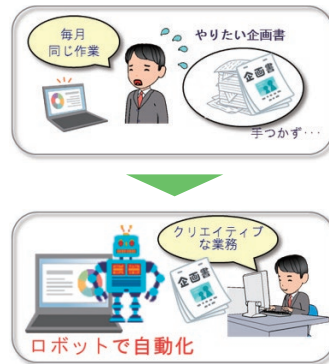 毎月
同じ作業
やりたい企画書
企画書
手つかず･･･
クリエイティブ
な業務
企画書
ロボットで自動化